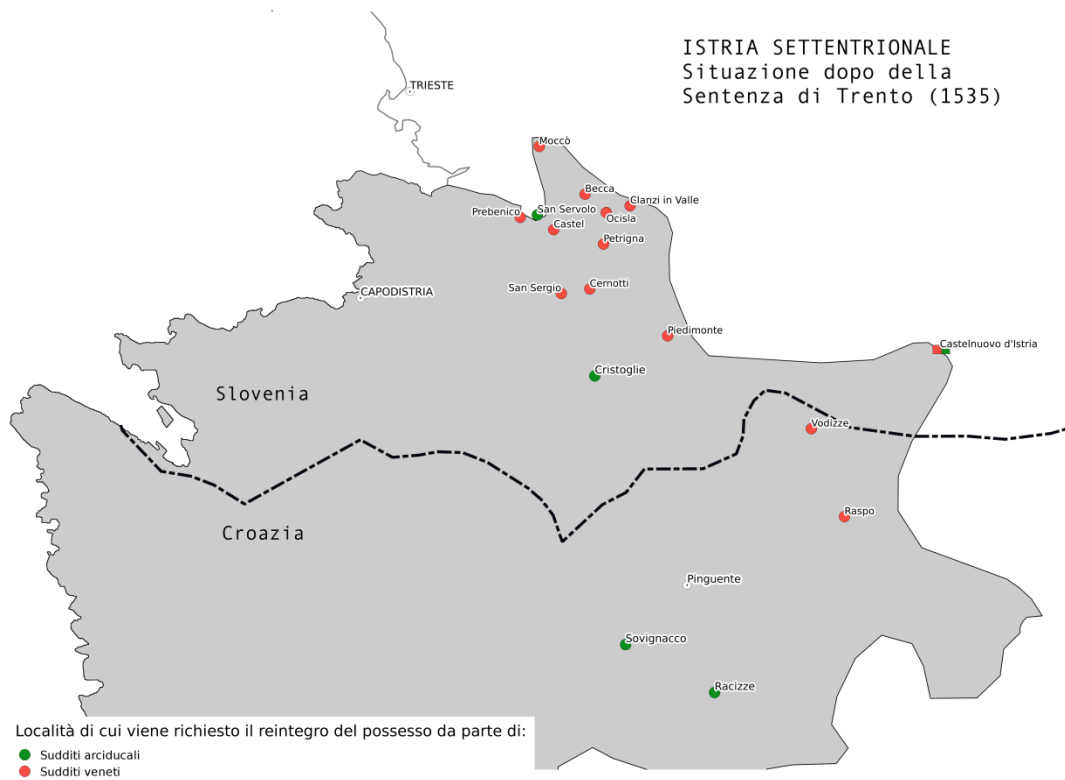 ISTRIA SETTENTRIONALE
Situazione dopo della
Sentenza di Trento (1535)
TRIESTE
Moccò
Becca
Clanzi in Valle
Prebenico
San Servolo
Ocisla
Castel
Petrigna
San Sergio
Cernotti
CAPODISTRIA
Piedimonte
Castelnuovo d'Istria
Cristoglie
Slovenia
Vodizze
Raspo
Croazia
Pinguente
Sovignacco
Racizze
Località di cui viene richiesto il reintegro del possesso da parte di:
Sudditi arciducali
Sudditi veneti